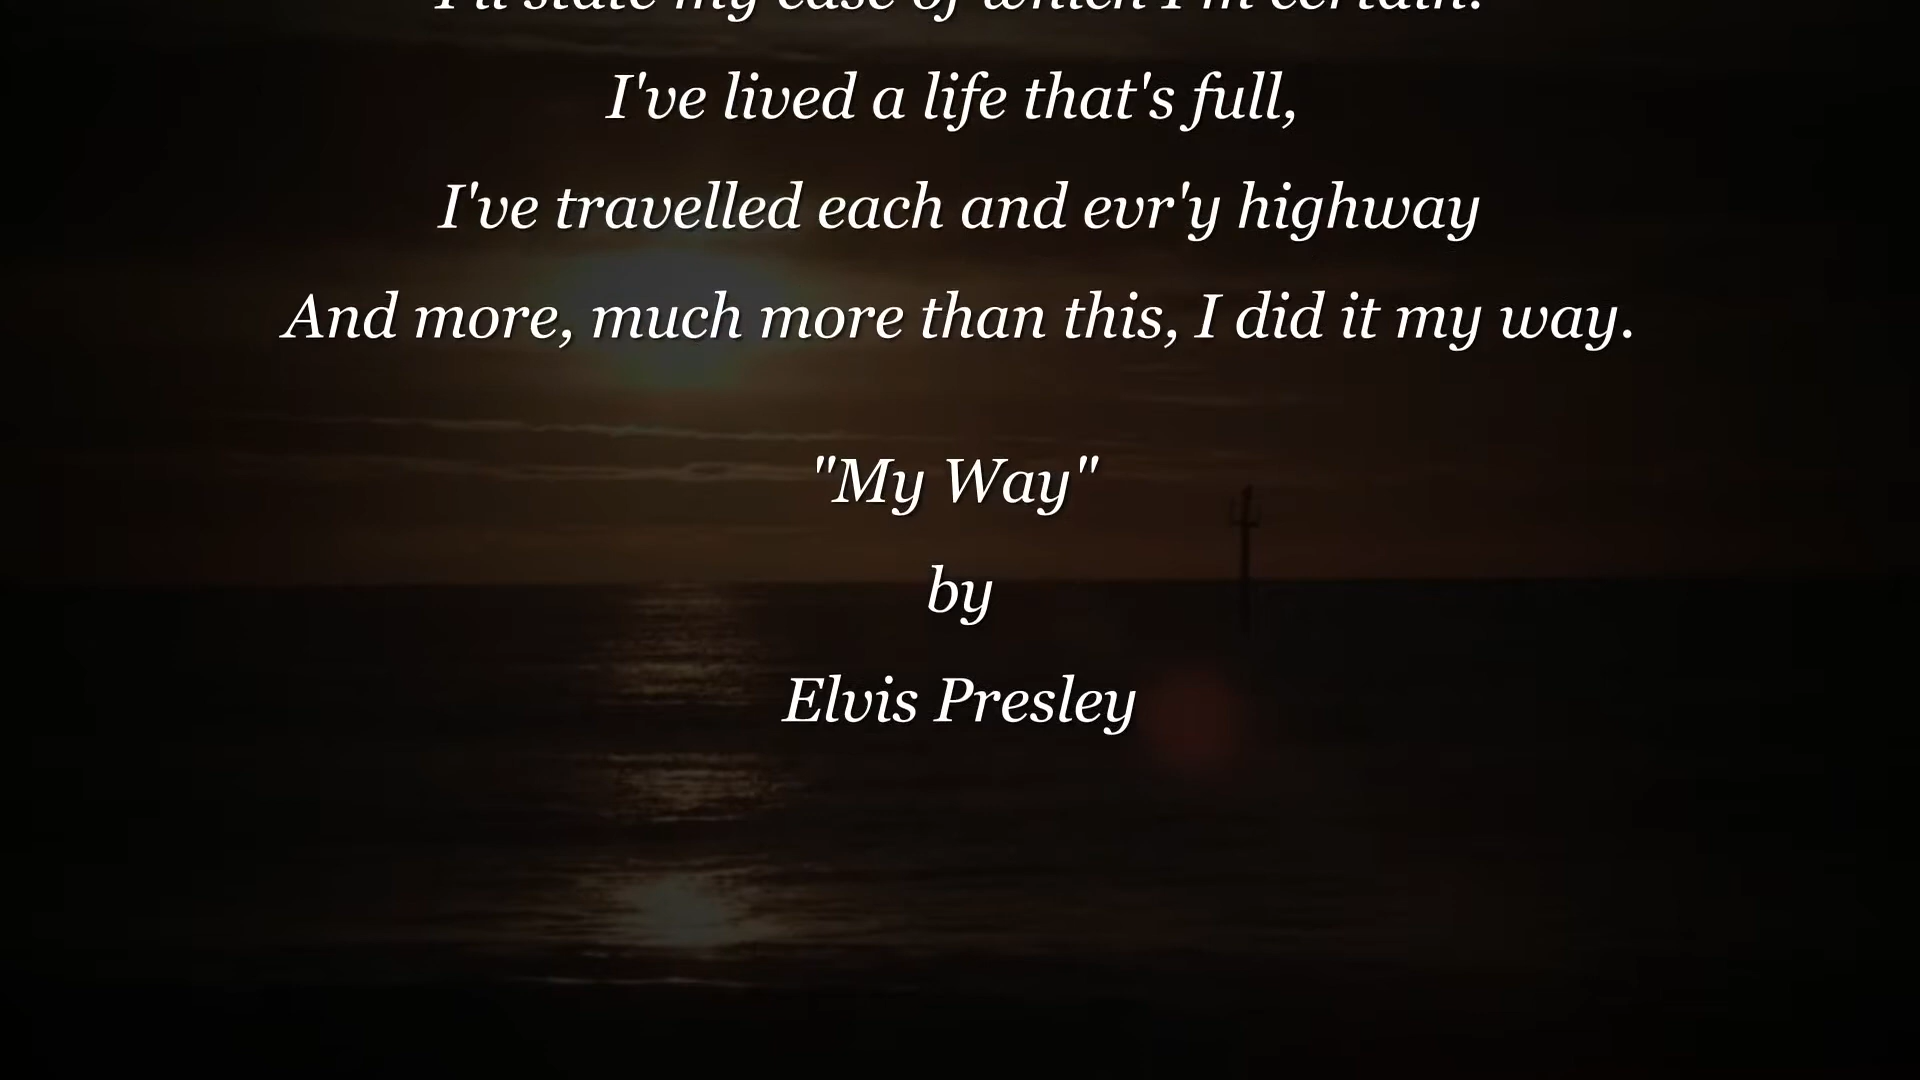 I'll state my case of which I'm certain.
I've lived a life that's full,
I've travelled each and evr'y highway
And more, much more than this, I did it my way.
"My Way"
by
Elvis Presley